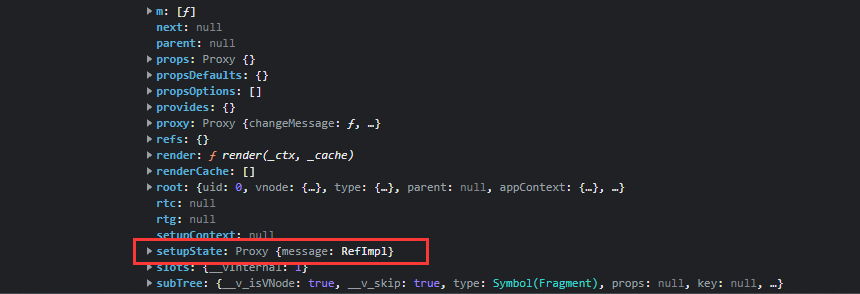 ▶ m: [ƒ]
next: null
parent: null
▶ props: Proxy {}
▶ propsDefaults: {}
▶ propsOptions: []
▶ provides: {}
▶ proxy: Proxy {changeMessage: ƒ, …}
▶ refs: {}
▶ render: ƒ render(_ctx, _cache)
▶ renderCache: []
▶ root: {uid: 0, vnode: {…}, type: {…}, parent: null, appContext: {…}, …}
rtc: null
rtg: null
setupContext: null
▶ setupState: Proxy {message: RefImpl}
▶ slots: {__vInternal: 1}
▶ subTree: {__v_isVNode: true, __v_skip: true, type: Symbol(Fragment), props: null, key: null, …}